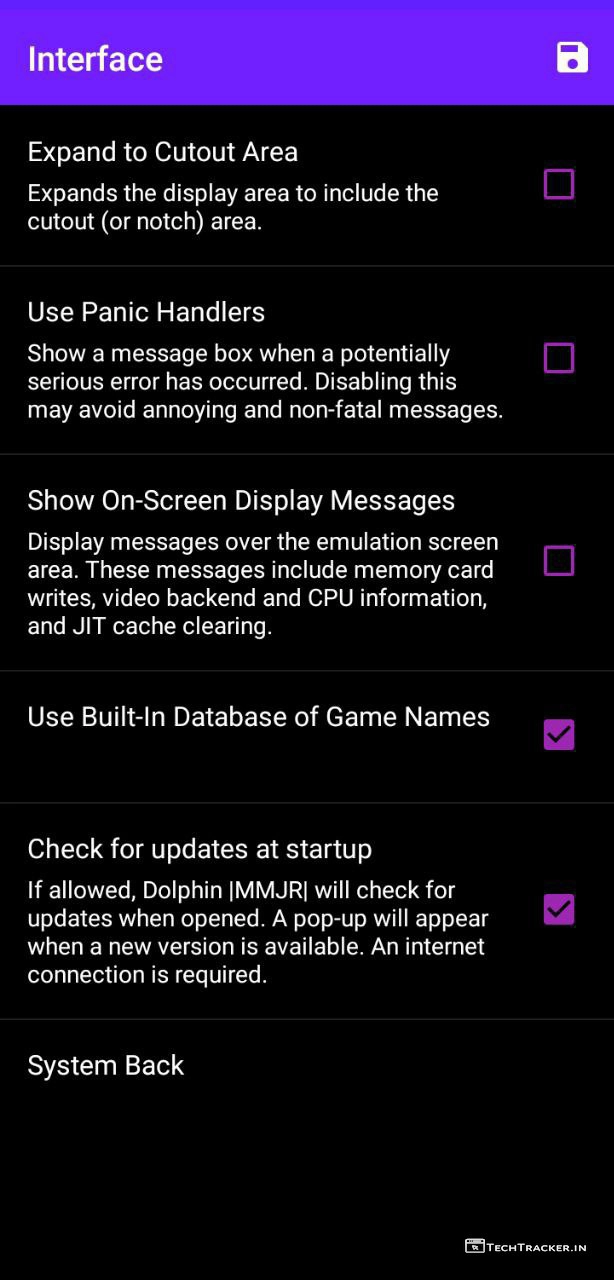 Interface
Expand to Cutout Area
Expands the display area to include the
cutout (or notch) area.
Use Panic Handlers
Show a message box when a potentially
serious error has occurred. Disabling this
may avoid annoying and non-fatal messages.
Show On-Screen Display Messages
Display messages over the emulation screen
area. These messages include memory card
writes, video backend and CPU information,
and JIT cache clearing.
Use Built-In Database of Game Names
Check for updates at startup
If allowed, Dolphin |MMJR| will check for
updates when opened. A pop-up will appear
when a new version is available. An internet
connection is required.
System Back
TECHTRACKER.IN